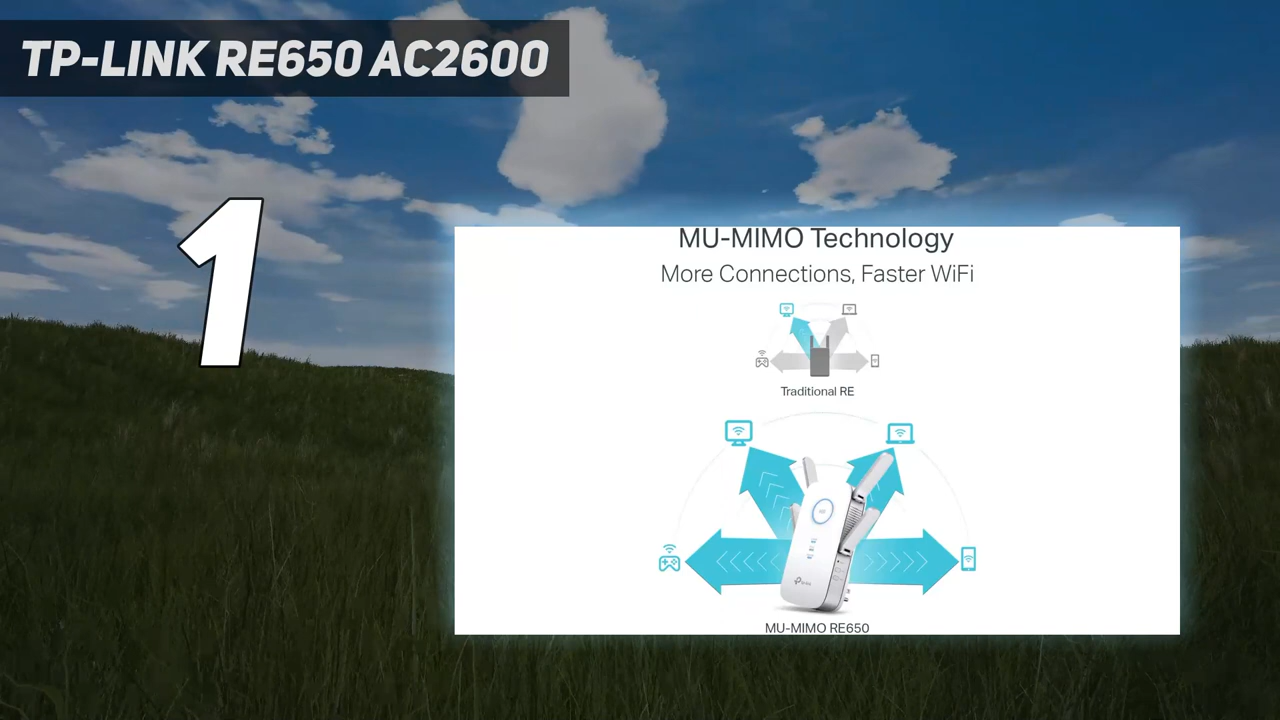 TP-LINK RE650 AC2600
1
MU-MIMO Technology
More Connections, Faster WiFi
Traditional RE
MU-MIMO RE650